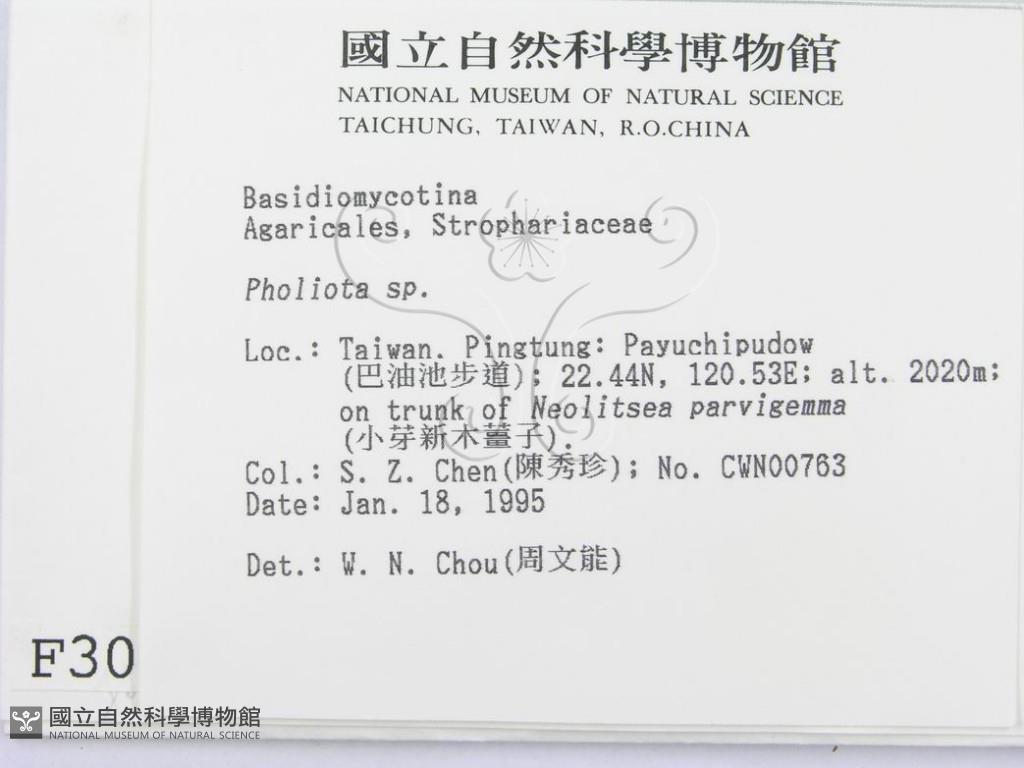 國立自然科學博物館
NATIONAL MUSEUM OF NATURAL SCIENCE
TAICHUNG, TAIWAN, R.O.CHINA
Basidiomycotina
Agaricales, Strophariaceae
Pholiota sp.
Loc.: Taiwan. Pingtung: Payuchipudow
(巴油池步道); 22.44N, 120.53E; alt. 2020m;
on trunk of Neolitsea parvigemma
(小芽新木薑子).
Col.: S. Z. Chen(陳秀珍); No. CWN00763
Date: Jan. 18, 1995
Det.: W. N. Chou(周文能)
F30
國立自然科學博物館
NATIONAL MUSEUM OF NATURAL SCIENCE